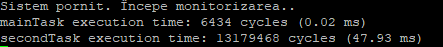 Sistem pornit. Începe monitorizarea..
mainTask execution time: 6434 cycles (0.02 ms)
secondTask execution time: 13179468 cycles (47.93 ms)